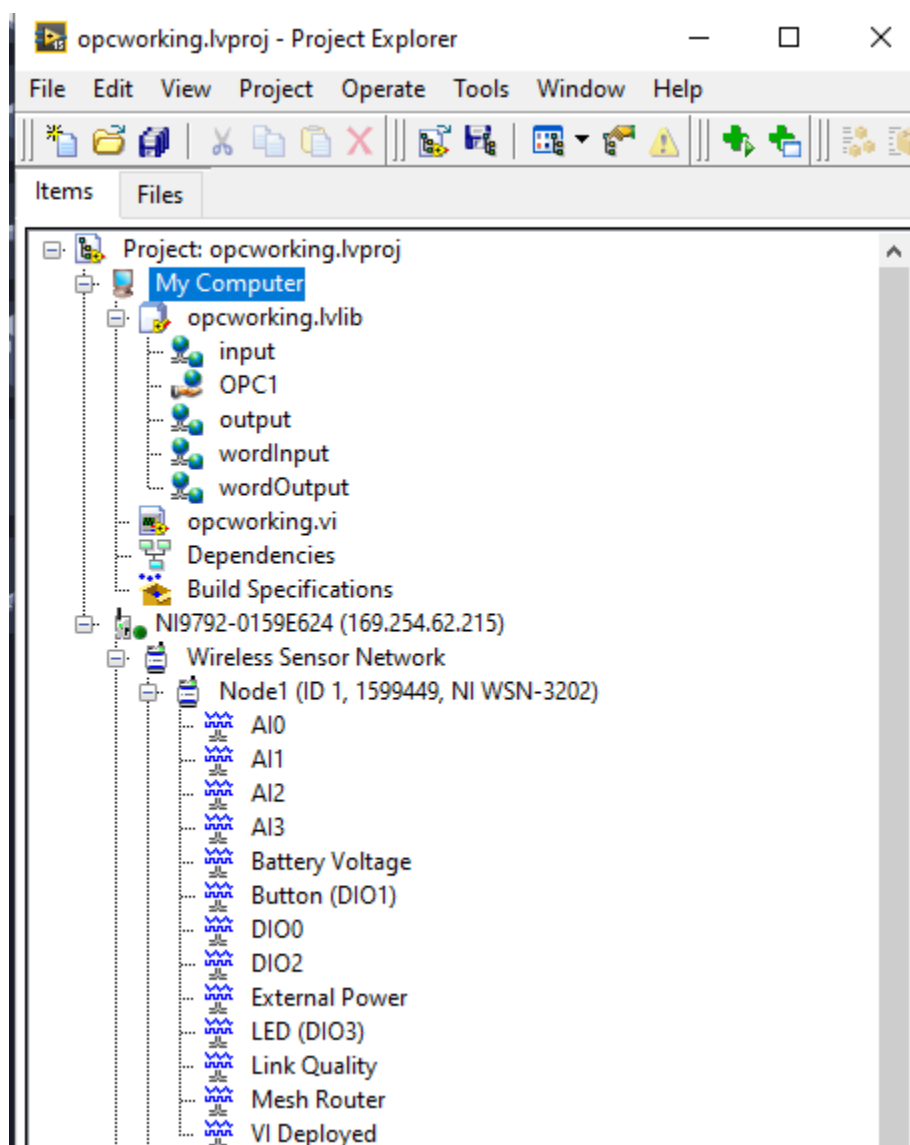 opcworking.lvproj - Project Explorer
File Edit View Project Operate Tools Window Help
Items Files
Project: opcworking.lvproj
My Computer
opcworking.lvlib
input
OPC1
output
wordInput
wordOutput
opcworking.vi
Dependencies
Build Specifications
NI9792-0159E624 (169.254.62.215)
Wireless Sensor Network
Node1 (ID 1, 1599449, NI WSN-3202)
AI0
AI1
AI2
AI3
Battery Voltage
Button (DIO1)
DIO0
DIO2
External Power
LED (DIO3)
Link Quality
Mesh Router
VI Deployed